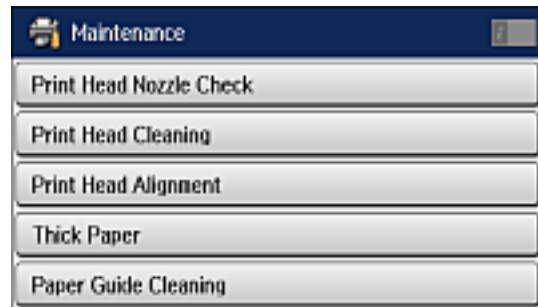 Maintenance
Print Head Nozzle Check
Print Head Cleaning
Print Head Alignment
Thick Paper
Paper Guide Cleaning